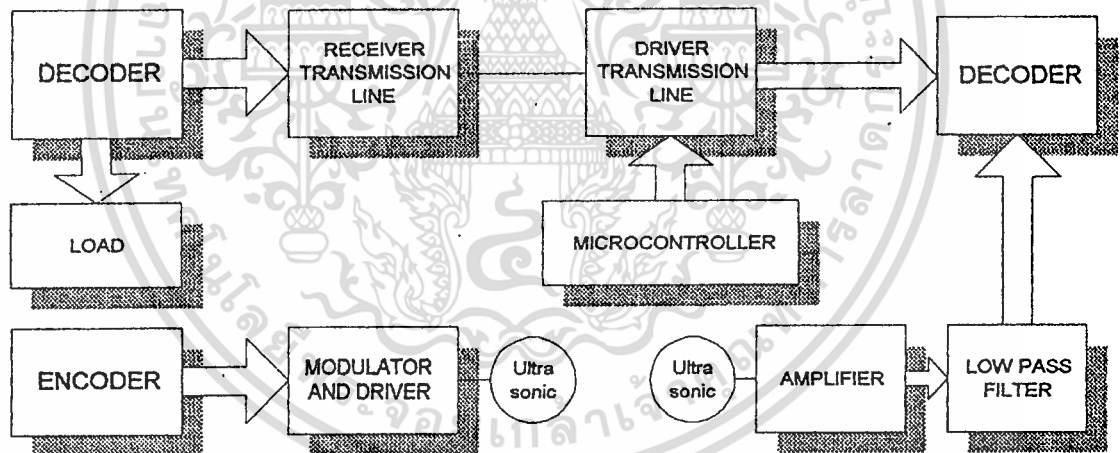 DECODER
RECEIVER
TRANSMISSION
LINE
DRIVER
TRANSMISSION
LINE
DECODER
LOAD
MICROCONTROLLER
ENCODER
MODULATOR
AND DRIVER
Ultra
sonic
Ultra
sonic
AMPLIFIER
LOW PASS
FILTER